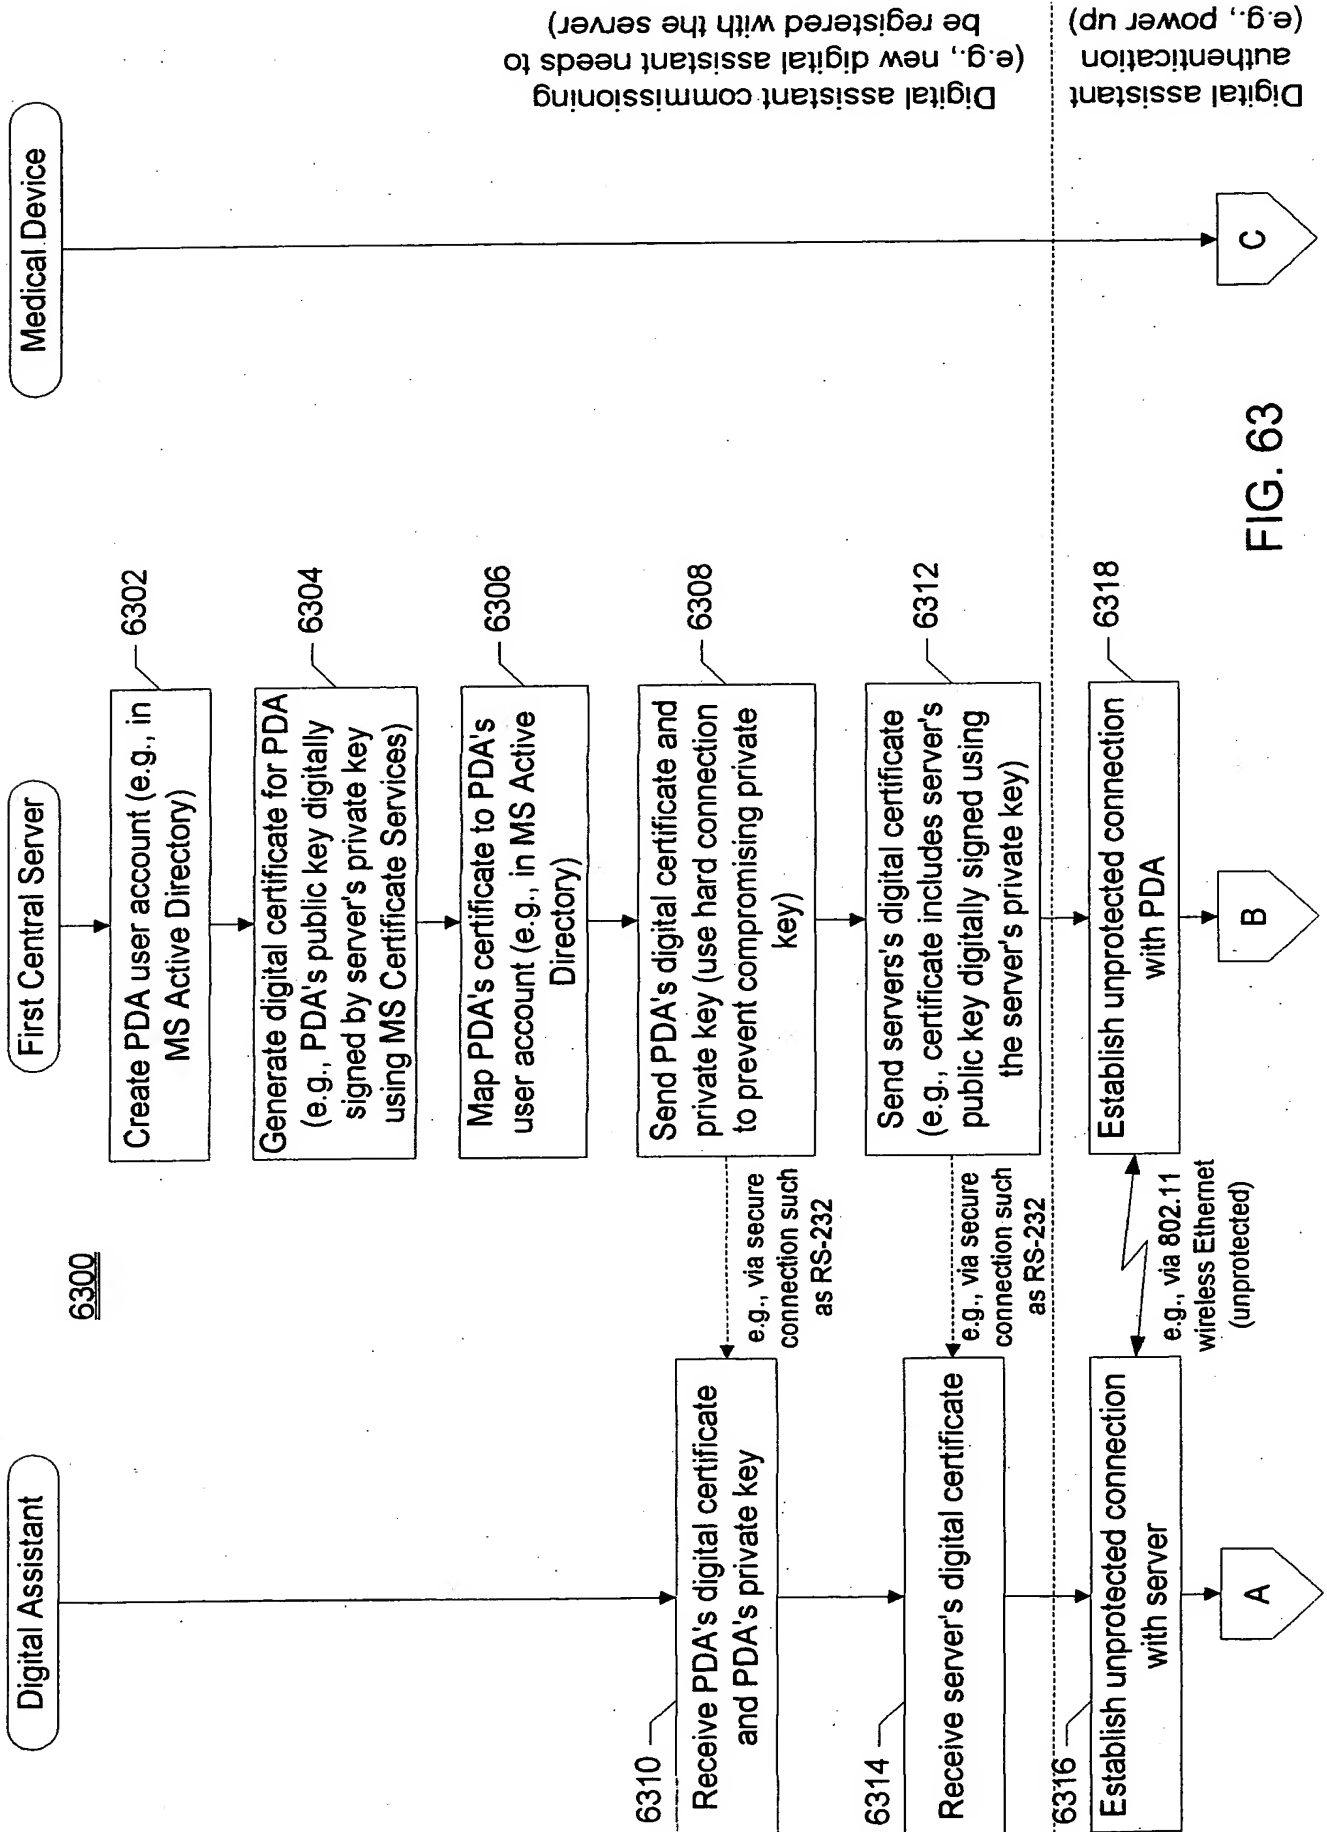 6300
Digital Assistant
First Central Server
Medical Device
Create PDA user account (e.g., in
MS Active Directory)
6302
Generate digital certificate for PDA
(e.g., PDA's public key digitally
signed by server's private key
using MS Certificate Services)
6304
Map PDA's certificate to PDA's
user account (e.g., in MS Active
Directory)
6306
Send PDA's digital certificate and
private key (use hard connection
to prevent compromising private
key)
6308
e.g., via secure
connection such
as RS-232
6310
Receive PDA's digital certificate
and PDA's private key
Send servers's digital certificate
(e.g., certificate includes server's
public key digitally signed using
the server's private key)
6312
e.g., via secure
connection such
as RS-232
6314
Receive server's digital certificate
Digital assistant commissioning
(e.g., new digital assistant needs to
be registered with the server)
6316
Establish unprotected connection
with server
e.g., via 802.11
wireless Ethernet
(unprotected)
Establish unprotected connection
with PDA
6318
Digital assistant
authentication
(e.g., power up)
A
B
C
FIG. 63